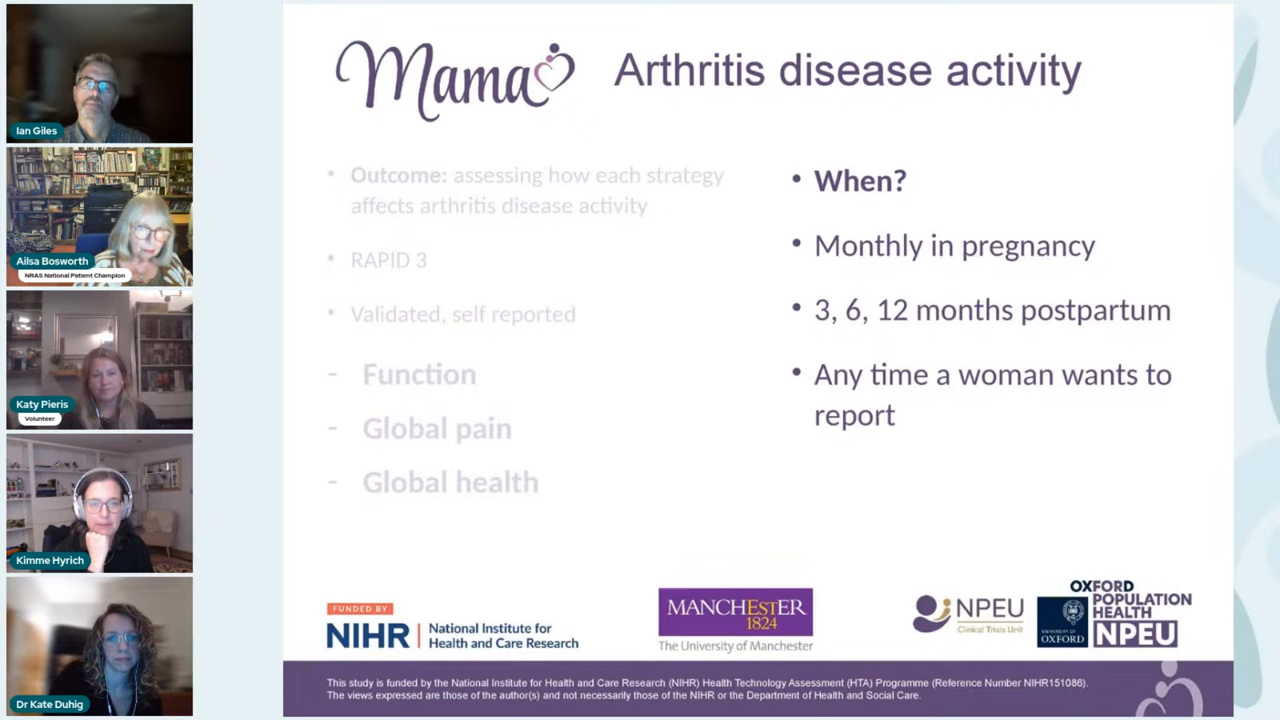 Ian Giles
Ailsa Bosworth
NRAS National Patient Champion
Katy Pieris
Volunteer
Kimme Hyrich
Dr Kate Duhig
Mama
Arthritis disease activity
• Outcome: assessing how each strategy
affects arthritis disease activity
• RAPID 3
• Validated, self reported
- Function
- Global pain
- Global health
• When?
• Monthly in pregnancy
• 3, 6, 12 months postpartum
• Any time a woman wants to
report
FUNDED BY
NIHR | National Institute for
Health and Care Research
MANCHESTER
1824
The University of Manchester
NPEU
Clinical Trials Unit
UNIVERSITY OF
OXFORD
OXFORD
POPULATION
HEALTH
NPEU
This study is funded by the National Institute for Health and Care Research (NIHR) Health Technology Assessment (HTA) Programme (Reference Number NIHR151086).
The views expressed are those of the author(s) and not necessarily those of the NIHR or the Department of Health and Social Care.